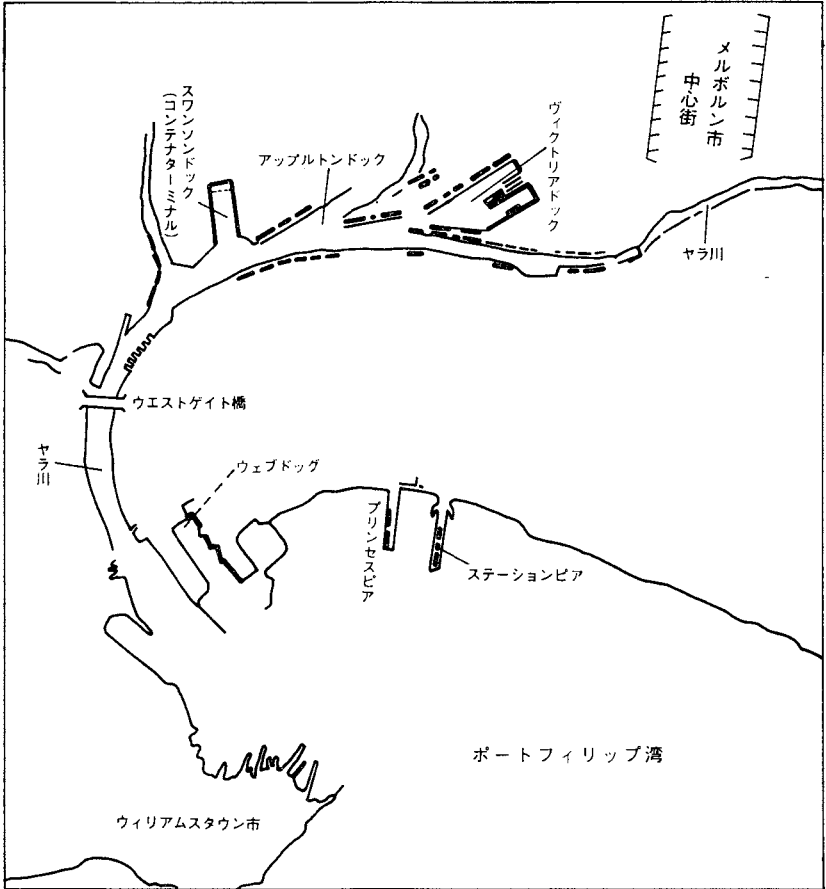 メルボルン市
中心街
スワンソンドック
(コンテナターミナル)
アップルトンドック
ヴィクトリアドック
ヤラ川
ウエストゲイト橋
ヤラ川
ウェブドッグ
プリンセスピア
ステーションピア
ポートフィリップ湾
ウィリアムスタウン市